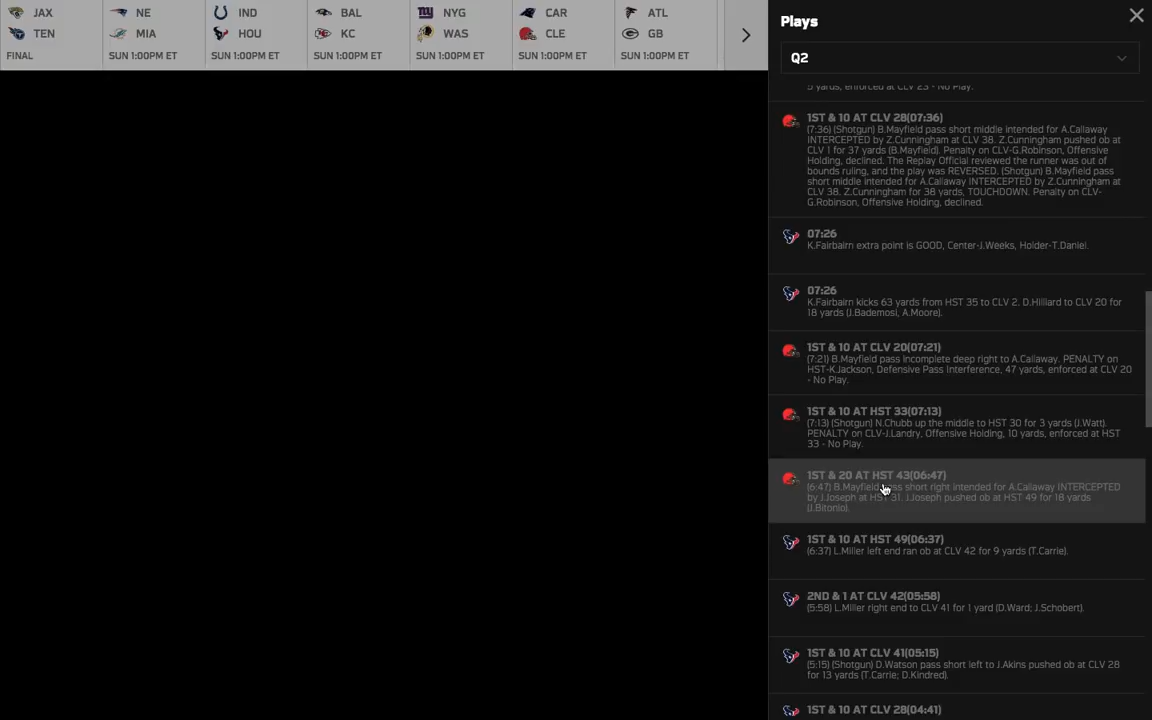 JAX
TEN
FINAL
NE
MIA
SUN 1:00PM ET
IND
HOU
SUN 1:00PM ET
BAL
KC
SUN 1:00PM ET
NYG
WAS
SUN 1:00PM ET
CAR
CLE
SUN 1:00PM ET
ATL
GB
SUN 1:00PM ET
Plays
Q2
5 yards, enforced at CLV 23 - No Play.
1ST & 10 AT CLV 28(07:36)
(7:36) (Shotgun) B.Mayfield pass short middle intended for A.Callaway
INTERCEPTED by Z.Cunningham at CLV 38. Z.Cunningham pushed ob at
CLV 1 for 37 yards (B.Mayfield). Penalty on CLV-G.Robinson, Offensive
Holding, declined. The Replay Official reviewed the runner was out of
bounds ruling, and the play was REVERSED. (Shotgun) B.Mayfield pass
short middle intended for A.Callaway INTERCEPTED by Z.Cunningham at
CLV 38. Z.Cunningham for 38 yards, TOUCHDOWN. Penalty on CLV-
G.Robinson, Offensive Holding, declined.
07:26
K.Fairbairn extra point is GOOD, Center-J.Weeks, Holder-T.Daniel.
07:26
K.Fairbairn kicks 63 yards from HST 35 to CLV 2. D.Hilliard to CLV 20 for
18 yards (J.Bademosi, A.Moore).
1ST & 10 AT CLV 20(07:21)
(7:21) B.Mayfield pass incomplete deep right to A.Callaway. PENALTY on
HST-K.Jackson, Defensive Pass Interference, 47 yards, enforced at CLV 20
- No Play.
1ST & 10 AT HST 33(07:13)
(7:13) (Shotgun) N.Chubb up the middle to HST 30 for 3 yards (J.Watt).
PENALTY on CLV-J.Landry, Offensive Holding, 10 yards, enforced at HST
33 - No Play.
1ST & 20 AT HST 43(06:47)
(6:47) B.Mayfield pass short right intended for A.Callaway INTERCEPTED
by J.Joseph at HST 31. J.Joseph pushed ob at HST 49 for 18 yards
(J.Bitonio).
1ST & 10 AT HST 49(06:37)
(6:37) L.Miller left end ran ob at CLV 42 for 9 yards (T.Carrie).
2ND & 1 AT CLV 42(05:58)
(5:58) L.Miller right end to CLV 41 for 1 yard (D.Ward; J.Schobert).
1ST & 10 AT CLV 41(05:15)
(5:15) (Shotgun) D.Watson pass short left to J.Akins pushed ob at CLV 28
for 13 yards (T.Carrie; D.Kindred).
1ST & 10 AT CLV 28(04:41)